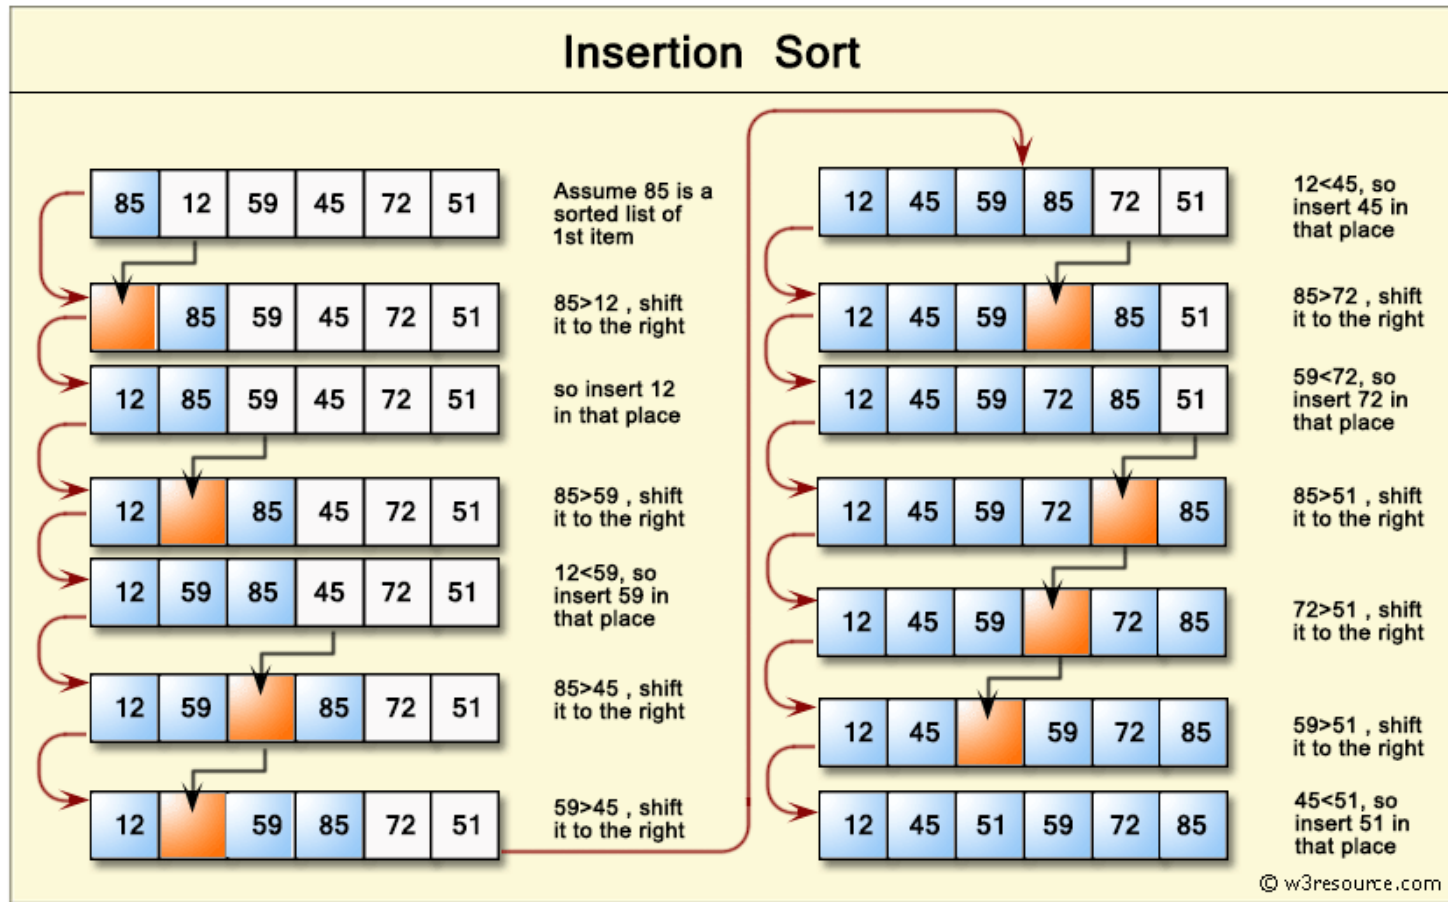 Insertion Sort
85 12 59 45 72 51
Assume 85 is a
sorted list of
1st item
85 59 45 72 51
85>12 , shift
it to the right
12 85 59 45 72 51
so insert 12
in that place
12 85 45 72 51
85>59 , shift
it to the right
12 59 85 45 72 51
12<59, so
insert 59 in
that place
12 59 85 72 51
85>45 , shift
it to the right
12 59 85 72 51
59>45 , shift
it to the right
12 45 59 85 72 51
12<45, so
insert 45 in
that place
12 45 59 85 51
85>72 , shift
it to the right
12 45 59 72 85 51
59<72, so
insert 72 in
that place
12 45 59 72 85
85>51 , shift
it to the right
12 45 59 72 85
72>51 , shift
it to the right
12 45 59 72 85
59>51 , shift
it to the right
12 45 51 59 72 85
45<51, so
insert 51 in
that place
© w3resource.com